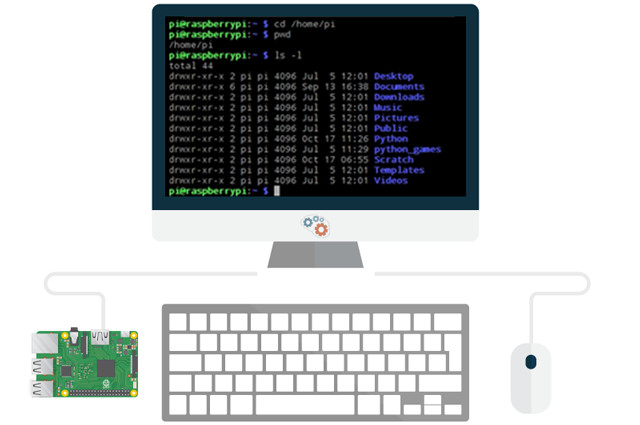 pi@raspberrypi:~ $ cd /home/pi
pi@raspberrypi:~ $ pwd
/home/pi
pi@raspberrypi:~ $ ls -l
total 44
drwxr-xr-x 2 pi pi 4096 Jul  5 12:01 Desktop
drwxr-xr-x 6 pi pi 4096 Sep 13 16:38 Documents
drwxr-xr-x 2 pi pi 4096 Jul  5 12:01 Downloads
drwxr-xr-x 2 pi pi 4096 Jul  5 12:01 Music
drwxr-xr-x 2 pi pi 4096 Jul  5 12:01 Pictures
drwxr-xr-x 2 pi pi 4096 Jul  5 12:01 Public
drwxr-xr-x 2 pi pi 4096 Oct 17 11:26 Python
drwxr-xr-x 2 pi pi 4096 Jul  5 11:29 python_games
drwxr-xr-x 2 pi pi 4096 Oct 17 06:55 Scratch
drwxr-xr-x 2 pi pi 4096 Jul  5 12:01 Templates
drwxr-xr-x 2 pi pi 4096 Jul  5 12:01 Videos
pi@raspberrypi:~ $